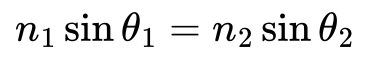 n₁ sin θ₁ = n₂ sin θ₂